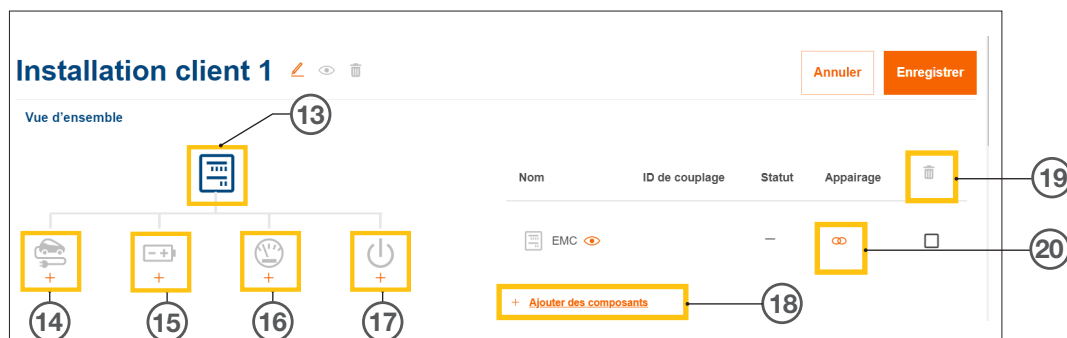 Installation client 1
Annuler
Enregistrer
Vue d'ensemble
13
Nom
ID de couplage
Statut
Appairage
19
EMC
20
+ Ajouter des composants
18
14
15
16
17